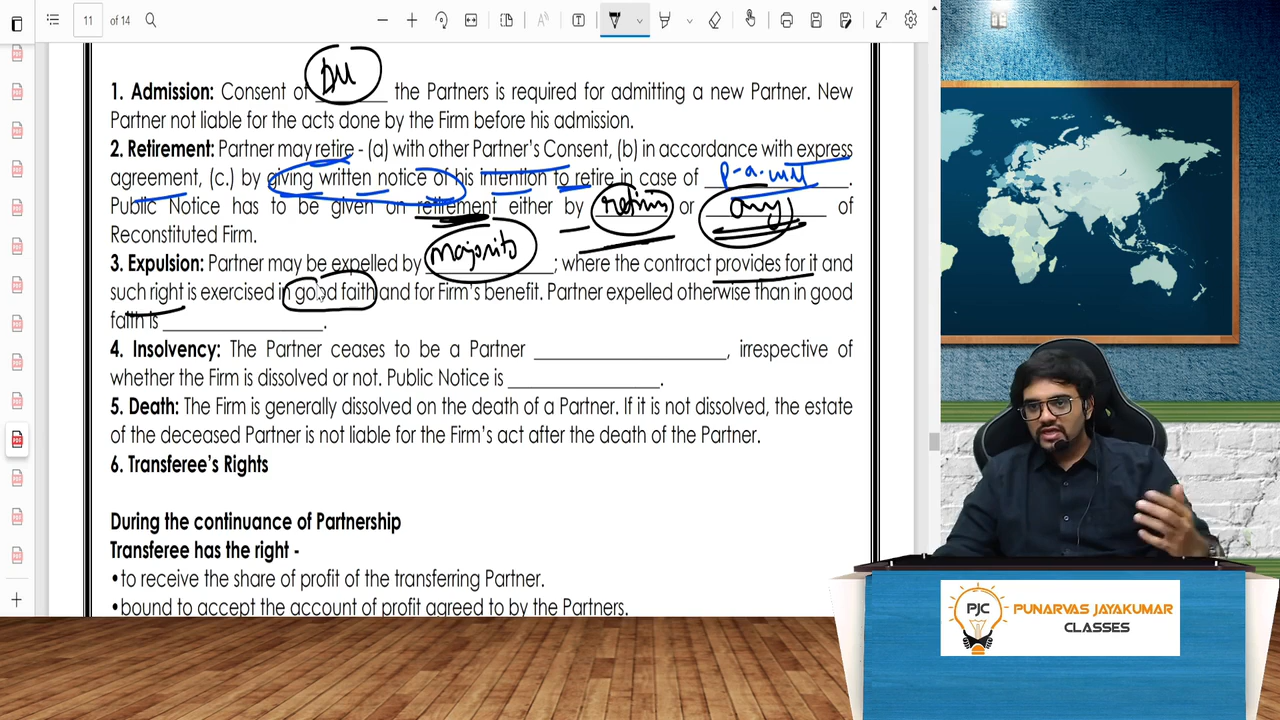 11 of 14
1. Admission: Consent of All the Partners is required for admitting a new Partner. New
Partner not liable for the acts done by the Firm before his admission.
2. Retirement: Partner may retire - (a) with other Partner's Consent, (b) in accordance with express
agreement, (c.) by giving written notice of his intention to retire in case of p-a-will.
Public Notice has to be given on retirement either by or any of
Reconstituted Firm.
3. Expulsion: Partner may be expelled by ; where the contract provides for it and
such right is exercised in good faith and for Firm's benefit. Partner expelled otherwise than in good
faith is ____________________.
4. Insolvency: The Partner ceases to be a Partner ____________________, irrespective of
whether the Firm is dissolved or not. Public Notice is ____________________.
5. Death: The Firm is generally dissolved on the death of a Partner. If it is not dissolved, the estate
of the deceased Partner is not liable for the Firm's act after the death of the Partner.
6. Transferee's Rights
During the continuance of Partnership
Transferee has the right -
•to receive the share of profit of the transferring Partner.
•bound to accept the account of profit agreed to by the Partners.
PJC PUNARVAS JAYAKUMAR
CLASSES